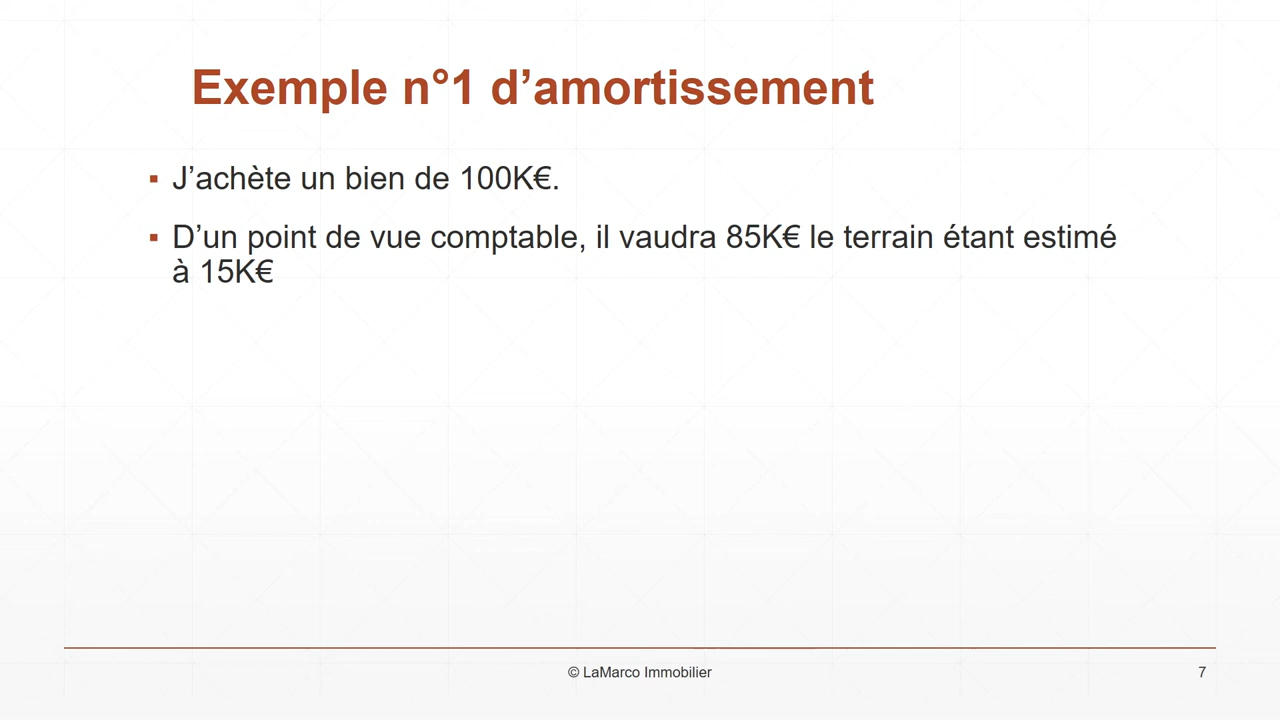 Exemple n°1 d’amortissement
▪ J’achète un bien de 100K€.
▪ D’un point de vue comptable, il vaudra 85K€ le terrain étant estimé
à 15K€
© LaMarco Immobilier
7